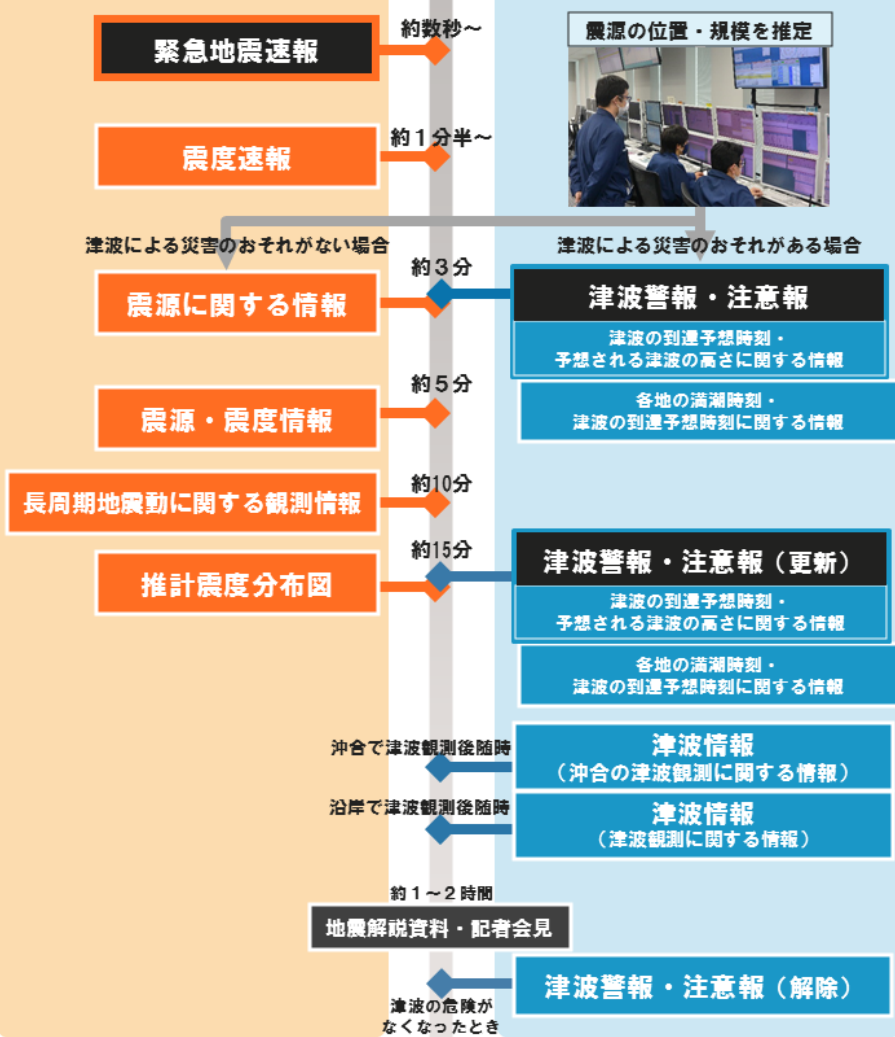 約数秒～
緊急地震速報
震源の位置・規模を推定
約１分半～
震度速報
津波による災害のおそれがない場合
津波による災害のおそれがある場合
約３分
震源に関する情報
津波警報・注意報
津波の到達予想時刻・
予想される津波の高さに関する情報
約５分
各地の満潮時刻・
津波の到達予想時刻に関する情報
震源・震度情報
約10分
長周期地震動に関する観測情報
約15分
津波警報・注意報（更新）
推計震度分布図
津波の到達予想時刻・
予想される津波の高さに関する情報
各地の満潮時刻・
津波の到達予想時刻に関する情報
沖合で津波観測後随時
津波情報
（沖合の津波観測に関する情報）
沿岸で津波観測後随時
津波情報
（津波観測に関する情報）
約１～２時間
地震解説資料・記者会見
津波警報・注意報（解除）
津波の危険が
なくなったとき